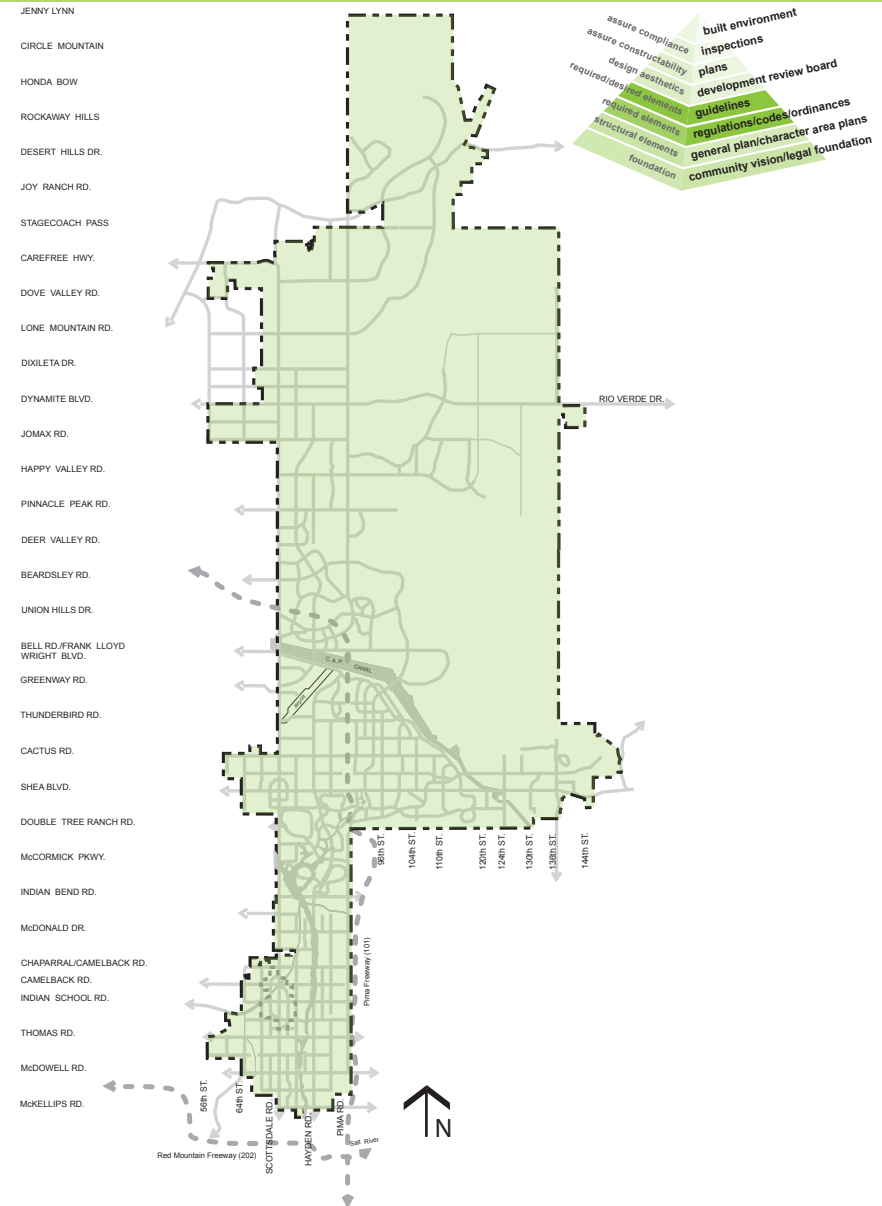 JENNY LYNN
CIRCLE MOUNTAIN
HONDA BOW
ROCKAWAY HILLS
DESERT HILLS DR.
JOY RANCH RD.
STAGECOACH PASS
CAREFREE HWY.
DOVE VALLEY RD.
LONE MOUNTAIN RD.
DIXILETA DR.
DYNAMITE BLVD.
JOMAX RD.
HAPPY VALLEY RD.
PINNACLE PEAK RD.
DEER VALLEY RD.
BEARDSLEY RD.
UNION HILLS DR.
BELL RD./FRANK LLOYD
WRIGHT BLVD.
GREENWAY RD.
THUNDERBIRD RD.
CACTUS RD.
SHEA BLVD.
DOUBLE TREE RANCH RD.
McCORMICK PKWY.
INDIAN BEND RD.
McDONALD DR.
CHAPARRAL/CAMELBACK RD.
CAMELBACK RD.
INDIAN SCHOOL RD.
THOMAS RD.
McDOWELL RD.
McKELLIPS RD.
assure compliance
assure constructability
design aesthetics
required/desired elements
required elements
structural elements
foundation
built environment
inspections
plans
development review board
guidelines
regulations/codes/ordinances
general plan/character area plans
community vision/legal foundation
RIO VERDE DR.
C. A. P. CANAL
airport
96th ST.
104th ST.
110th ST.
120th ST.
124th ST.
130th ST.
136th ST.
144th ST.
Pima Freeway (101)
56th ST.
64th ST.
SCOTTSDALE RD.
HAYDEN RD.
PIMA RD.
Salt River
Red Mountain Freeway (202)
N